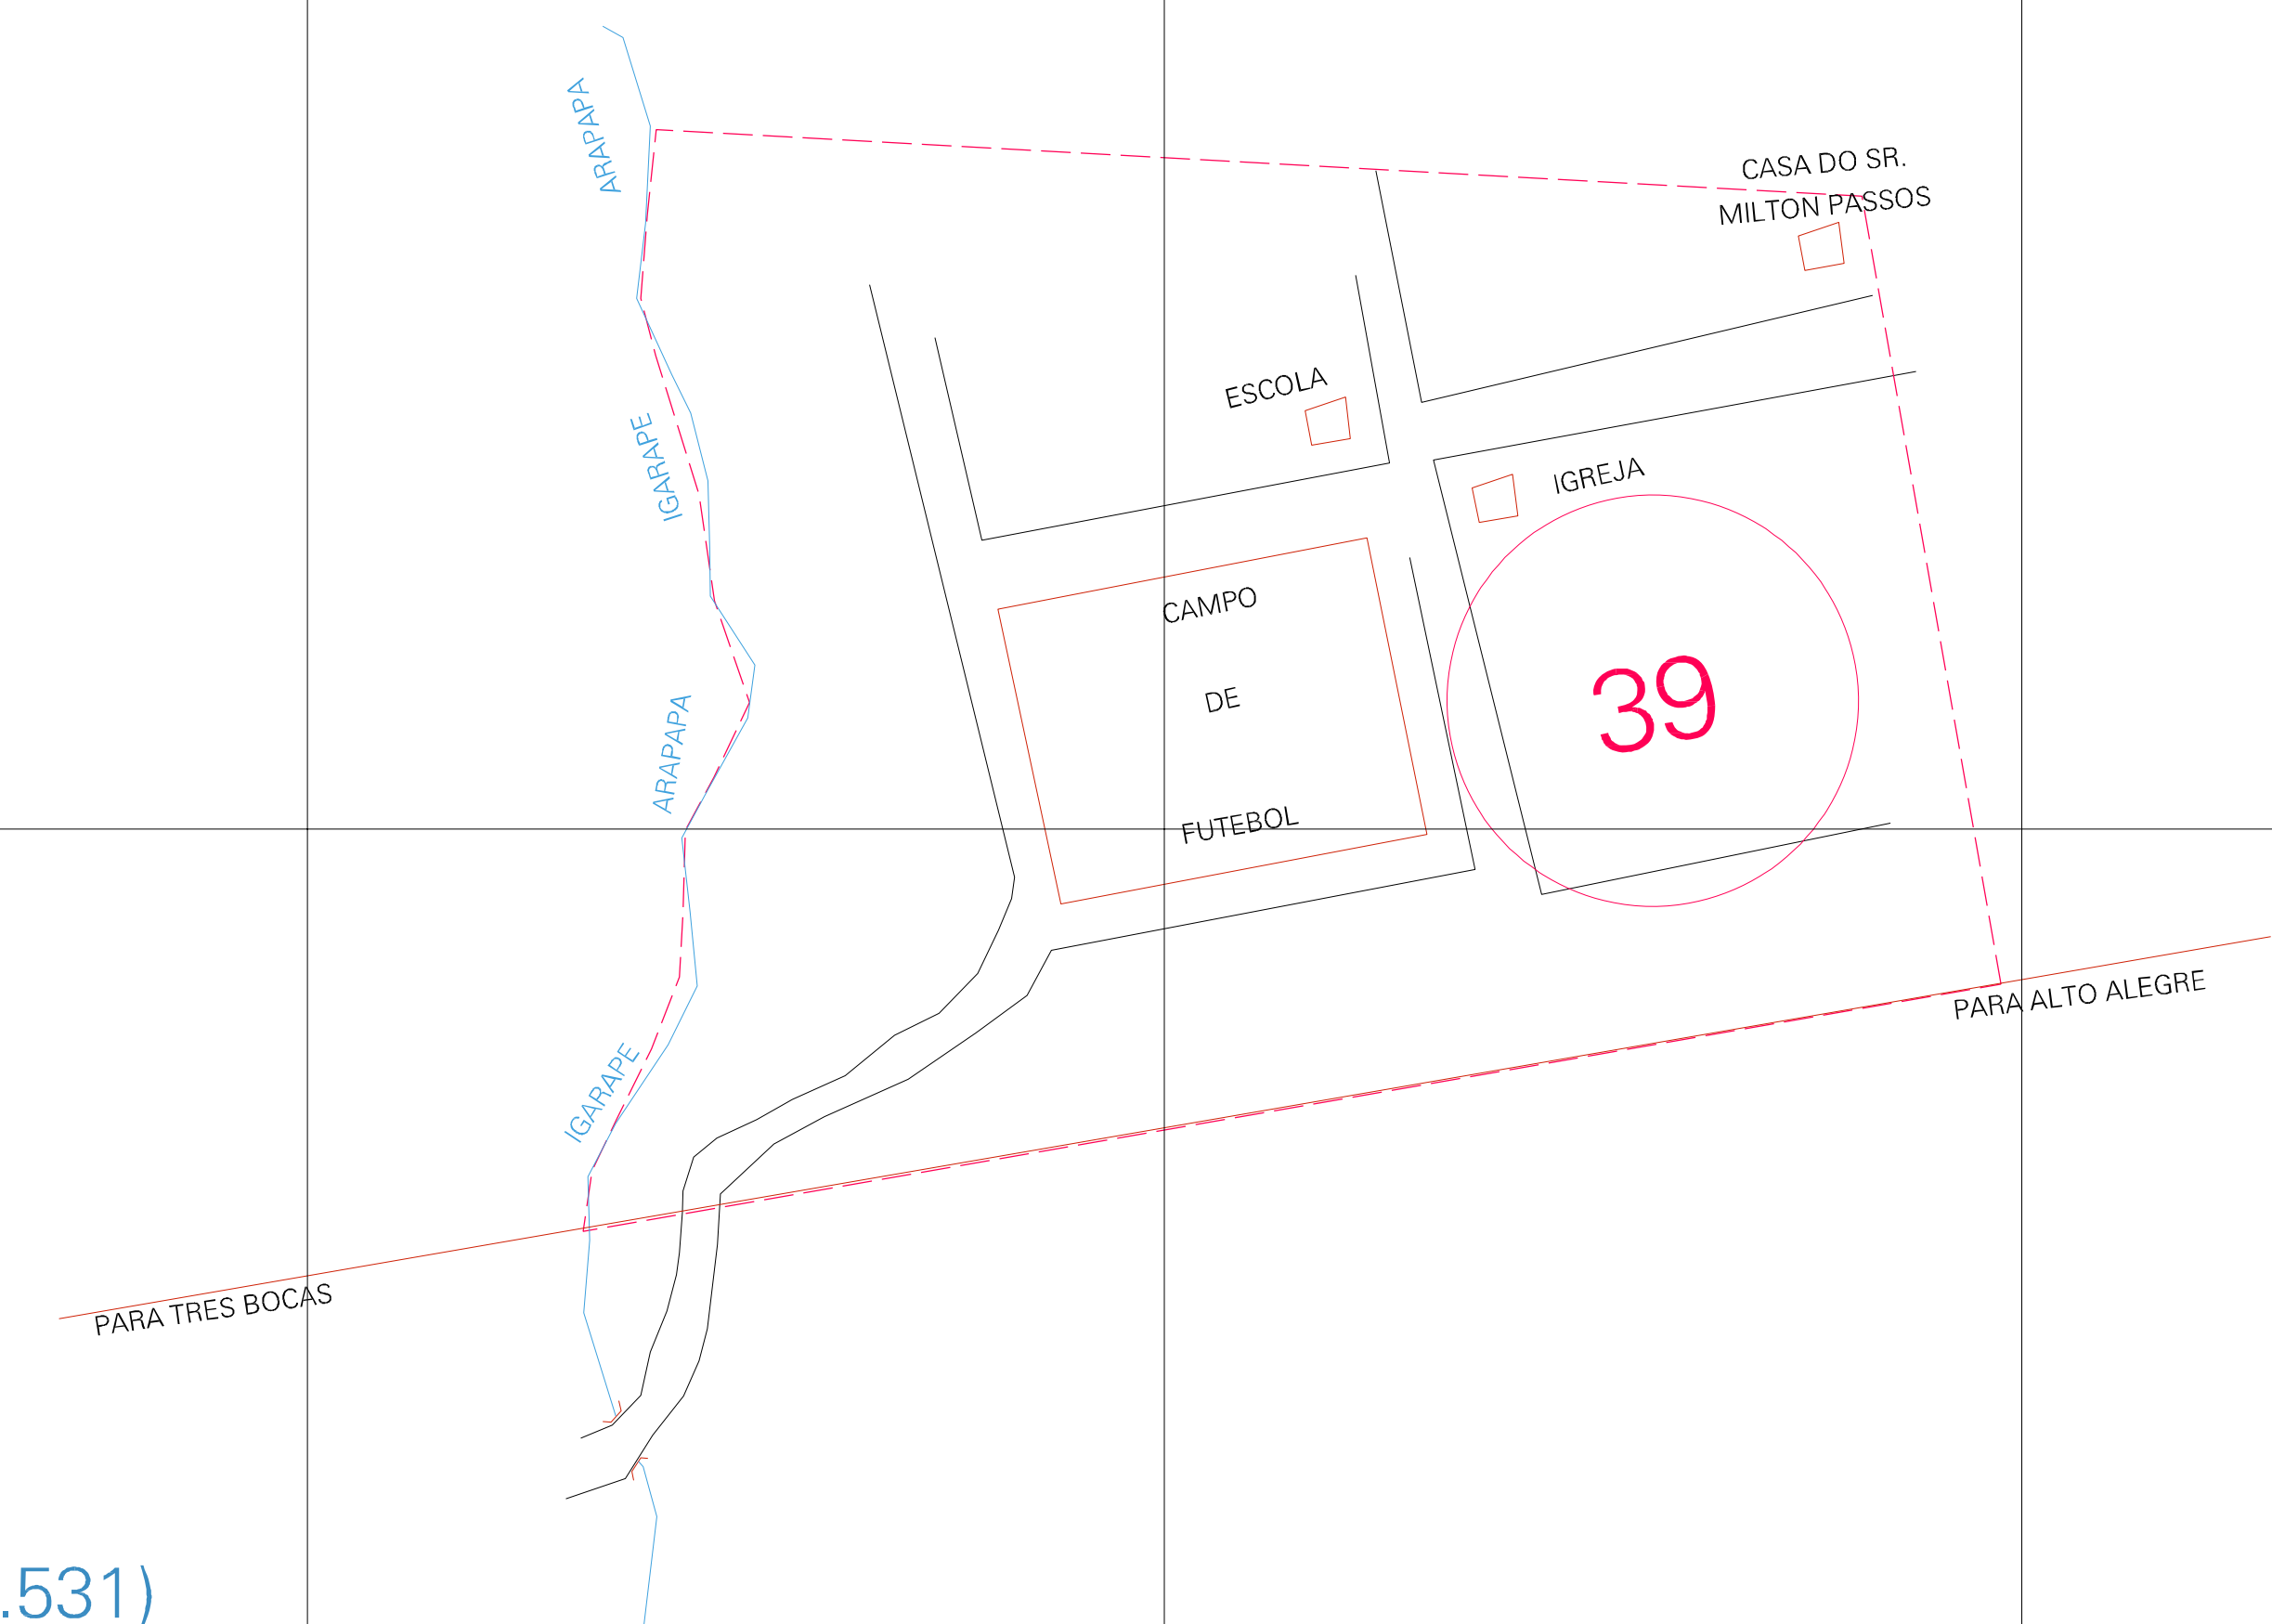 ARAPAPA
CASA DO SR.
MILTON PASSOS
ESCOLA
IGARAPE
IGREJA
CAMPO
DE
FUTEBOL
39
ARAPAPA
PARA ALTO ALEGRE
IGARAPE
PARA TRES BOCAS
.531)